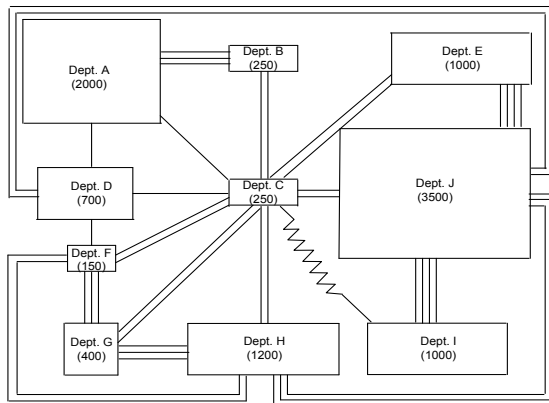 Dept. A
(2000)
Dept. B
(250)
Dept. E
(1000)
Dept. D
(700)
Dept. C
(250)
Dept. J
(3500)
Dept. F
(150)
Dept. G
(400)
Dept. H
(1200)
Dept. I
(1000)